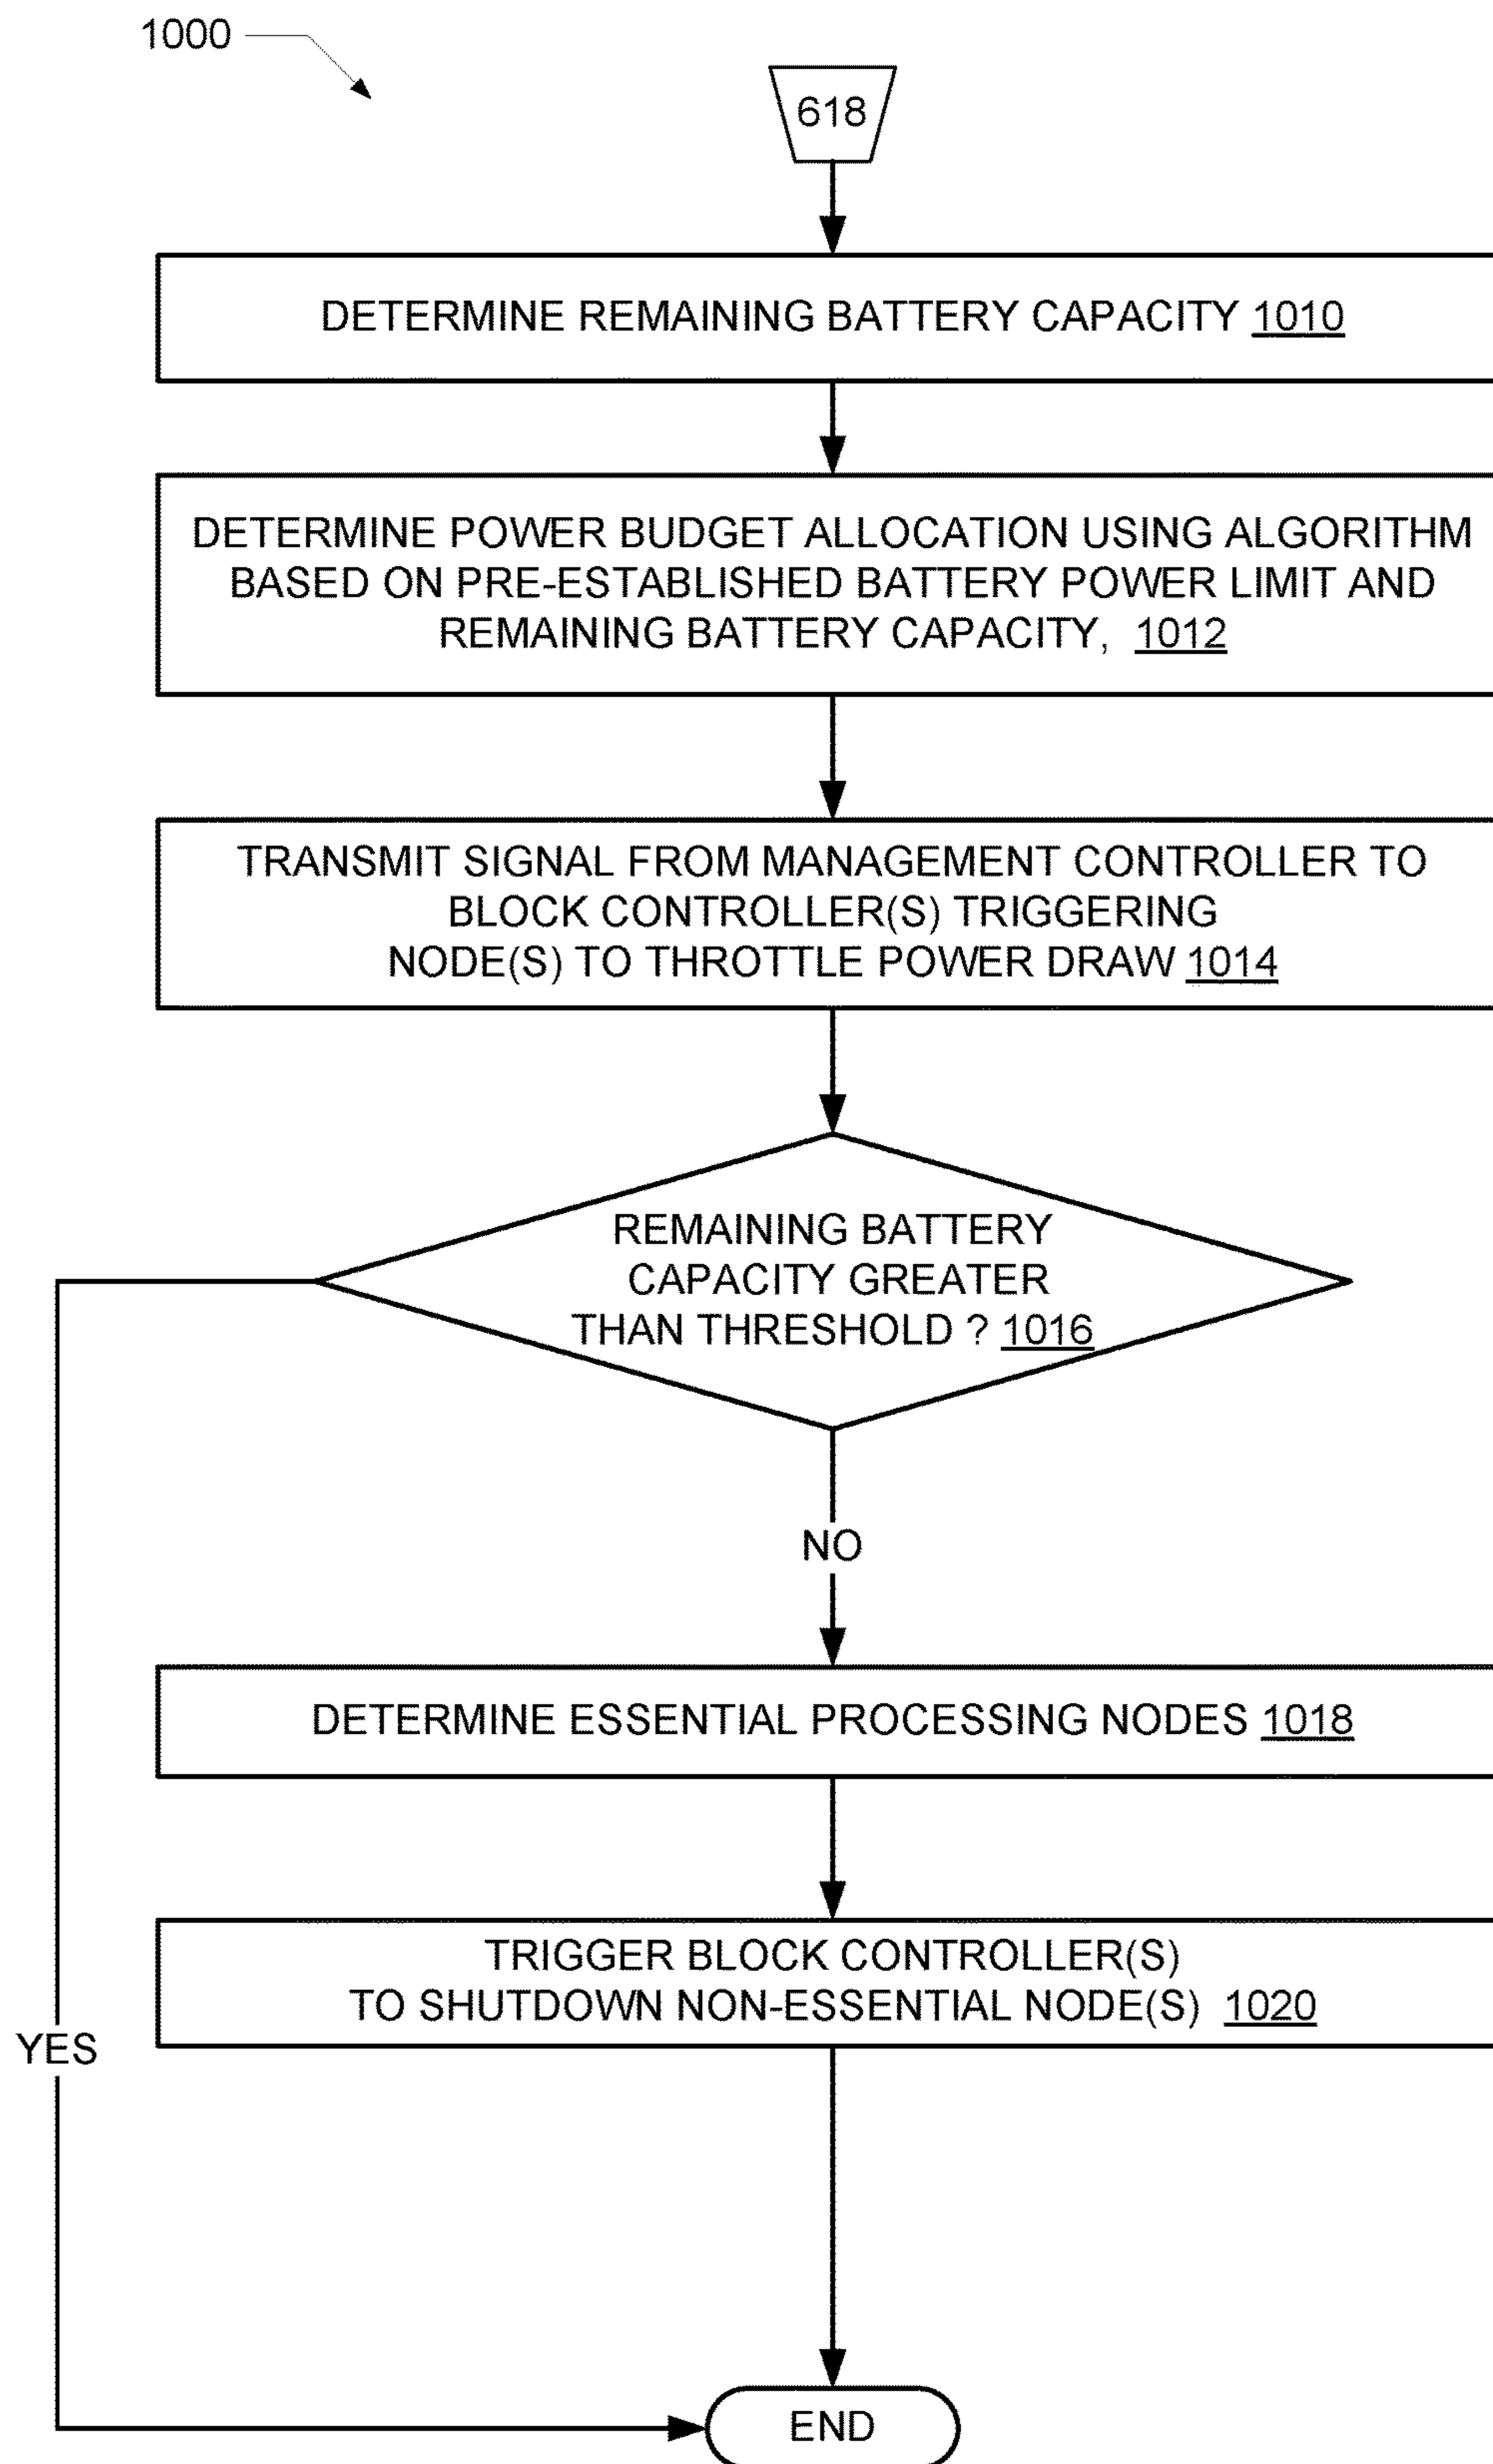 1000
618
DETERMINE REMAINING BATTERY CAPACITY 1010
DETERMINE POWER BUDGET ALLOCATION USING ALGORITHM
BASED ON PRE-ESTABLISHED BATTERY POWER LIMIT AND
REMAINING BATTERY CAPACITY, 1012
TRANSMIT SIGNAL FROM MANAGEMENT CONTROLLER TO
BLOCK CONTROLLER(S) TRIGGERING
NODE(S) TO THROTTLE POWER DRAW 1014
REMAINING BATTERY
CAPACITY GREATER
THAN THRESHOLD ? 1016
NO
DETERMINE ESSENTIAL PROCESSING NODES 1018
TRIGGER BLOCK CONTROLLER(S)
TO SHUTDOWN NON-ESSENTIAL NODE(S) 1020
YES
END